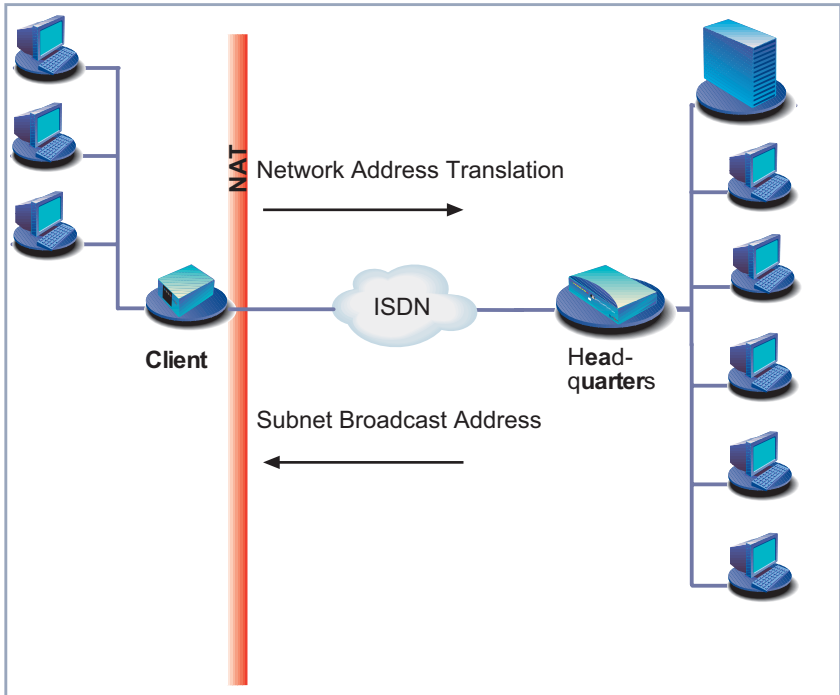 NAT
Network Address Translation
ISDN
Client
Head-
quarters
Subnet Broadcast Address